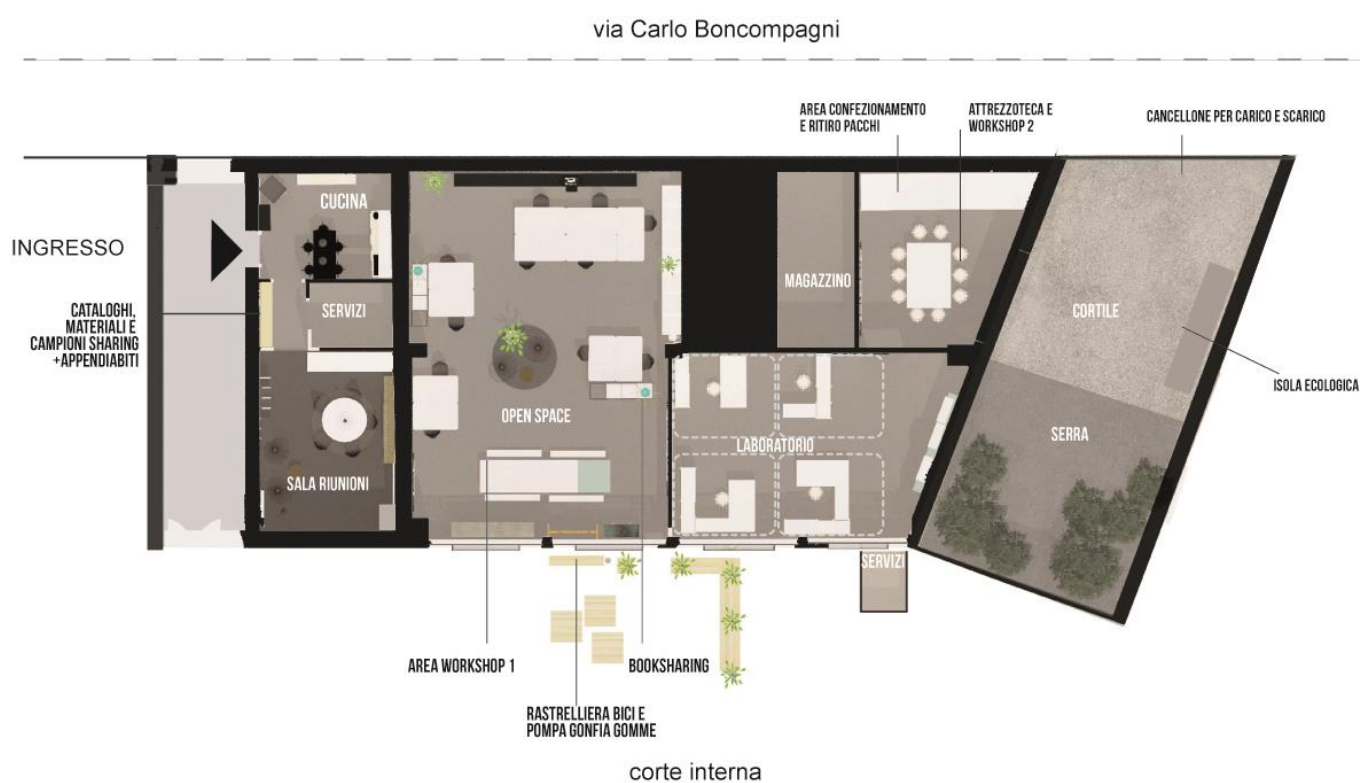 via Carlo Boncompagni
AREA CONFEZIONAMENTO
E RITIRO PACCHI
ATTREZZOTECA E
WORKSHOP 2
CANCELLONE PER CARICO E SCARICO
INGRESSO
CUCINA
CATALOGHI,
MATERIALI E
CAMPIONI SHARING
+APPENDIABITI
SERVIZI
MAGAZZINO
CORTILE
ISOLA ECOLOGICA
OPEN SPACE
LABORATORIO
SERRA
SALA RIUNIONI
SERVIZI
AREA WORKSHOP 1
BOOKSHARING
RASTRELLIERA BICI E
POMPA GONFIA GOMME
corte interna